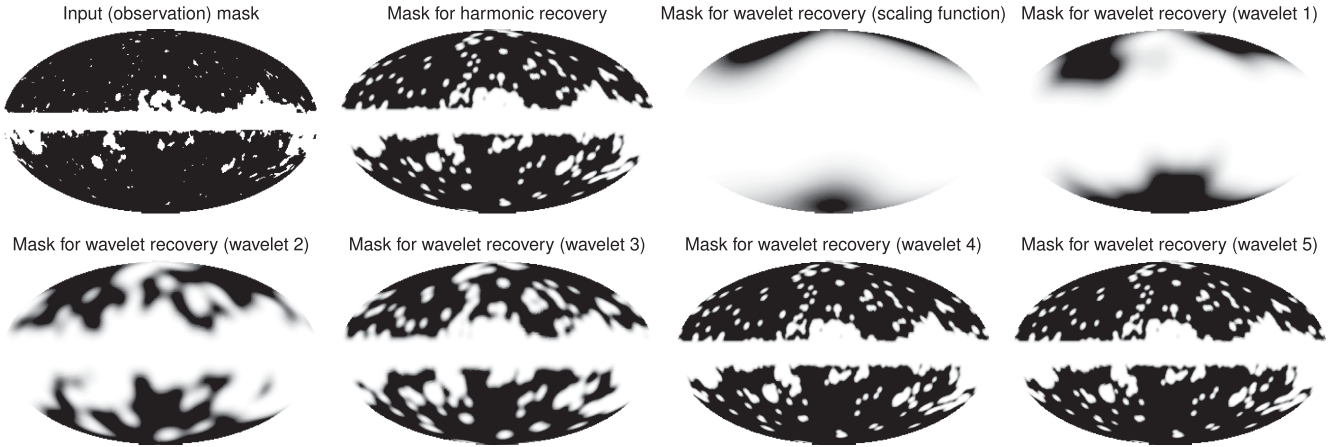 Input (observation) mask
Mask for harmonic recovery
Mask for wavelet recovery (scaling function)
Mask for wavelet recovery (wavelet 1)
Mask for wavelet recovery (wavelet 2)
Mask for wavelet recovery (wavelet 3)
Mask for wavelet recovery (wavelet 4)
Mask for wavelet recovery (wavelet 5)